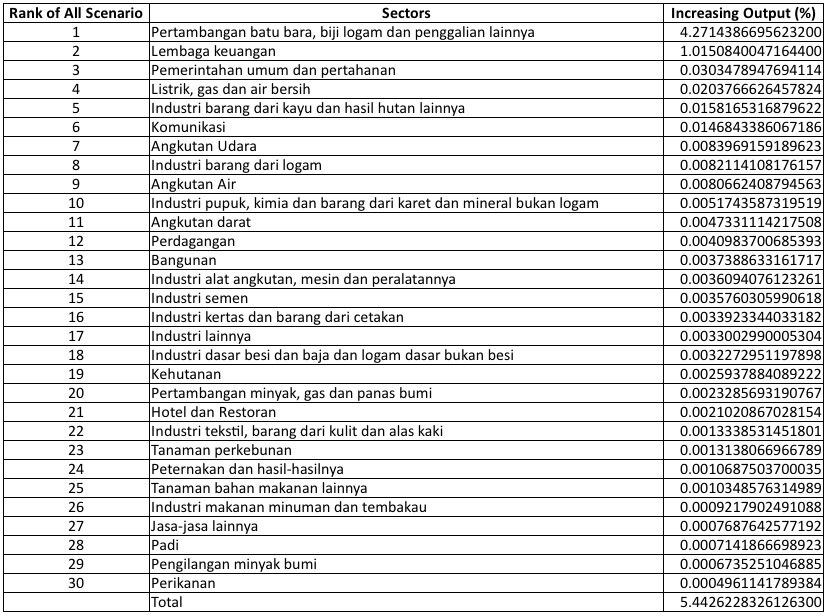 Rank of All Scenario Sectors Increasing Output (%)
1 Pertambangan batu bara, biji logam dan penggalian lainnya 4.2714386695623200
2 Lembaga keuangan 1.0150840047164400
3 Pemerintahan umum dan pertahanan 0.0303478947694114
4 Listrik, gas dan air bersih 0.0203766626457824
5 Industri barang dari kayu dan hasil hutan lainnya 0.0158165316879622
6 Komunikasi 0.0146843386067186
7 Angkutan Udara 0.0083969159189623
8 Industri barang dari logam 0.0082114108176157
9 Angkutan Air 0.0080662408794563
10 Industri pupuk, kimia dan barang dari karet dan mineral bukan logam 0.0051743587319519
11 Angkutan darat 0.0047331114217508
12 Perdagangan 0.0040983700685393
13 Bangunan 0.0037388633161717
14 Industri alat angkutan, mesin dan peralatannya 0.0036094076123261
15 Industri semen 0.0035760305990618
16 Industri kertas dan barang dari cetakan 0.0033923344033182
17 Industri lainnya 0.0033002990005304
18 Industri dasar besi dan baja dan logam dasar bukan besi 0.0032272951197898
19 Kehutanan 0.0025937884089222
20 Pertambangan minyak, gas dan panas bumi 0.0023285693190767
21 Hotel dan Restoran 0.0021020867028154
22 Industri tekstil, barang dari kulit dan alas kaki 0.0013338531451801
23 Tanaman perkebunan 0.0013138066966789
24 Peternakan dan hasil-hasilnya 0.0010687503700035
25 Tanaman bahan makanan lainnya 0.0010348576314989
26 Industri makanan minuman dan tembakau 0.0009217902491088
27 Jasa-jasa lainnya 0.0007687642577192
28 Padi 0.0007141866698923
29 Pengilangan minyak bumi 0.0006735251046885
30 Perikanan 0.0004961141789384
Total 5.4426228326126300